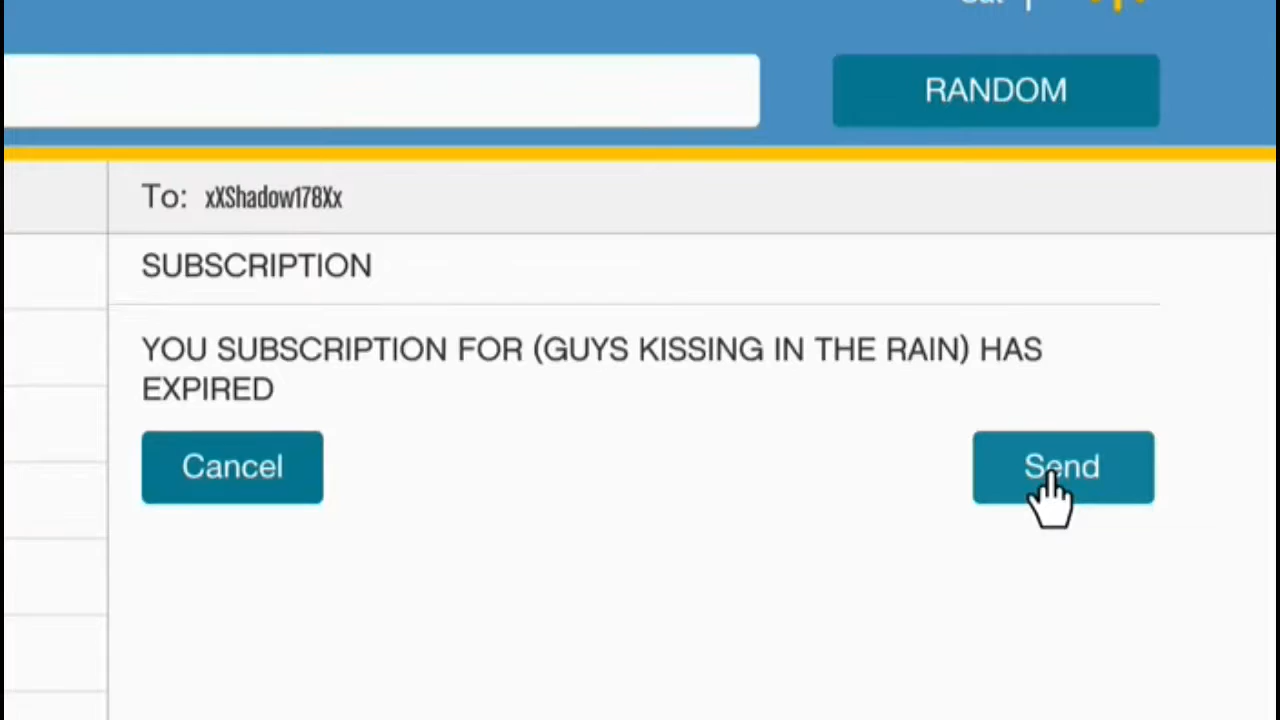 RANDOM
To: xXShadow178Xx
SUBSCRIPTION
YOU SUBSCRIPTION FOR (GUYS KISSING IN THE RAIN) HAS
EXPIRED
Cancel
Send